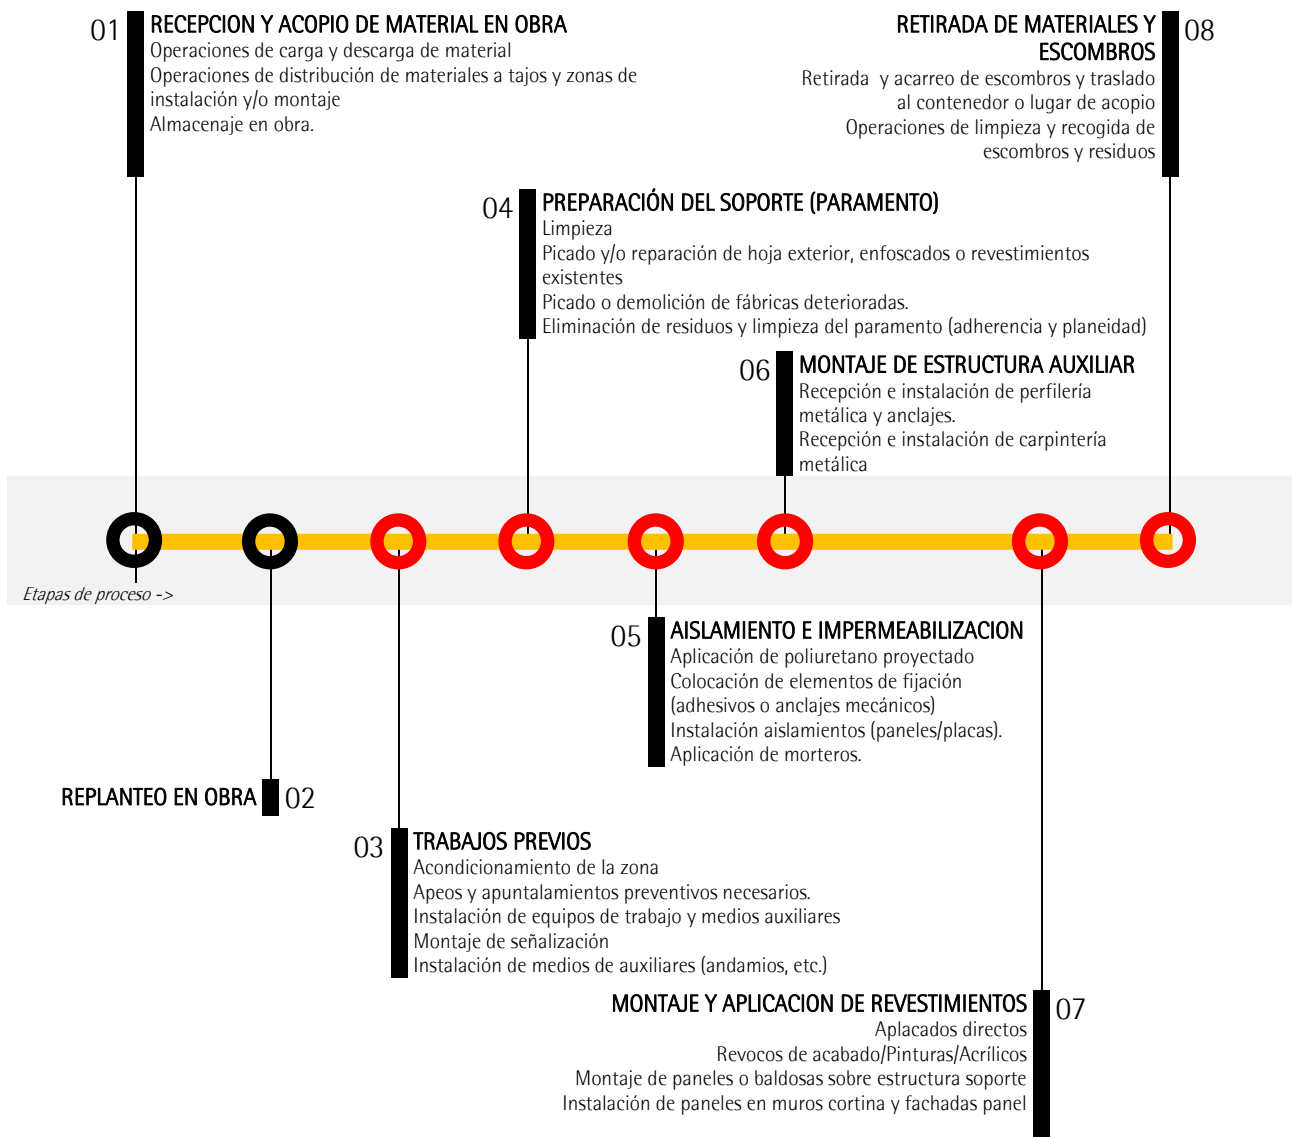 01
RECEPCION Y ACOPIO DE MATERIAL EN OBRA
Operaciones de carga y descarga de material
Operaciones de distribución de materiales a tajos y zonas de
instalación y/o montaje
Almacenaje en obra.
RETIRADA DE MATERIALES Y
ESCOMBROS
08
Retirada y acarreo de escombros y traslado
al contenedor o lugar de acopio
Operaciones de limpieza y recogida de
escombros y residuos
04
PREPARACIÓN DEL SOPORTE (PARAMENTO)
Limpieza
Picado y/o reparación de hoja exterior, enfoscados o revestimientos
existentes
Picado o demolición de fábricas deterioradas.
Eliminación de residuos y limpieza del paramento (adherencia y planeidad)
06
MONTAJE DE ESTRUCTURA AUXILIAR
Recepción e instalación de perfilería
metálica y anclajes.
Recepción e instalación de carpintería
metálica
Etapas de proceso ->
05
AISLAMIENTO E IMPERMEABILIZACION
Aplicación de poliuretano proyectado
Colocación de elementos de fijación
(adhesivos o anclajes mecánicos)
Instalación aislamientos (paneles/placas).
Aplicación de morteros.
REPLANTEO EN OBRA
02
03
TRABAJOS PREVIOS
Acondicionamiento de la zona
Apeos y apuntalamientos preventivos necesarios.
Instalación de equipos de trabajo y medios auxiliares
Montaje de señalización
Instalación de medios de auxiliares (andamios, etc.)
MONTAJE Y APLICACION DE REVESTIMIENTOS
07
Aplacados directos
Revocos de acabado/Pinturas/Acrílicos
Montaje de paneles o baldosas sobre estructura soporte
Instalación de paneles en muros cortina y fachadas panel